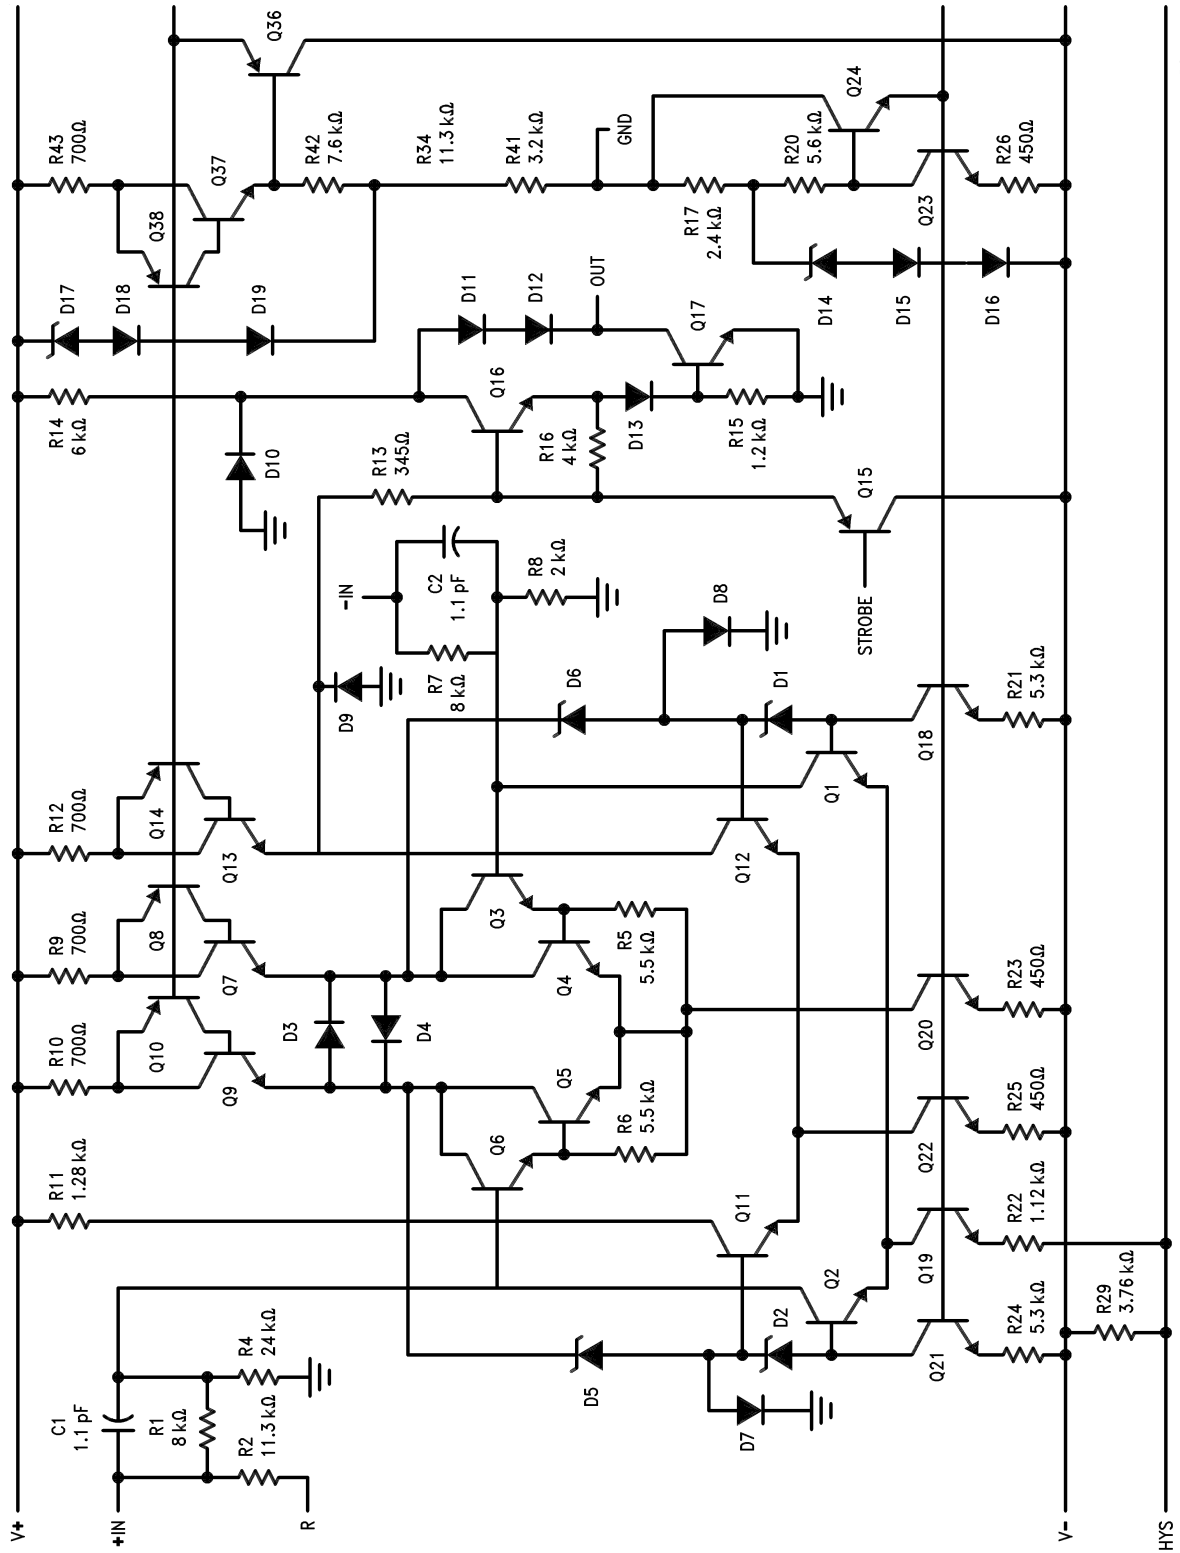 R43
700Ω
Q36
R42
7.6 kΩ
R34
11.3 kΩ
R41
3.2 kΩ
GND
Q24
R20
5.6 kΩ
R26
450Ω
Q37
Q38
R17
2.4 kΩ
Q23
D17
D18
D19
D11
D12
OUT
Q17
D14
D15
D16
R14
6 kΩ
D10
R13
345Ω
Q16
R16
4 kΩ
D13
R15
1.2 kΩ
Q15
-IN
C2
1.1 pF
R8
2 kΩ
D8
STROBE
D9
R7
8 kΩ
D6
D1
Q18
R21
5.3 kΩ
R12
700Ω
Q14
Q13
Q12
Q1
R9
700Ω
Q8
Q7
Q3
Q4
R5
5.5 kΩ
R10
700Ω
Q10
Q9
D3
D4
Q5
Q6
R6
5.5 kΩ
Q20
R23
450Ω
R11
1.28 kΩ
Q11
Q22
R25
450Ω
Q2
Q19
R22
1.12 kΩ
R29
3.76 kΩ
D2
Q21
R24
5.3 kΩ
C1
1.1 pF
R1
8 kΩ
R4
24 kΩ
R2
11.3 kΩ
D5
D7
V+
+IN
R
V-
HYS